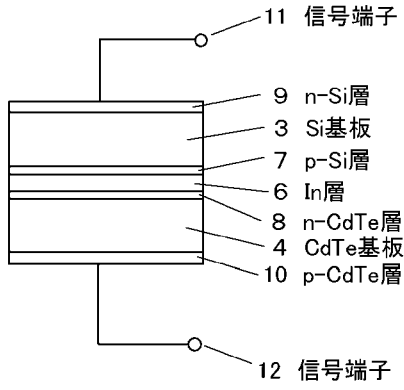 11 信号端子
9 n-Si層
3 Si基板
7 p-Si層
6 In層
8 n-CdTe層
4 CdTe基板
10 p-CdTe層
12 信号端子